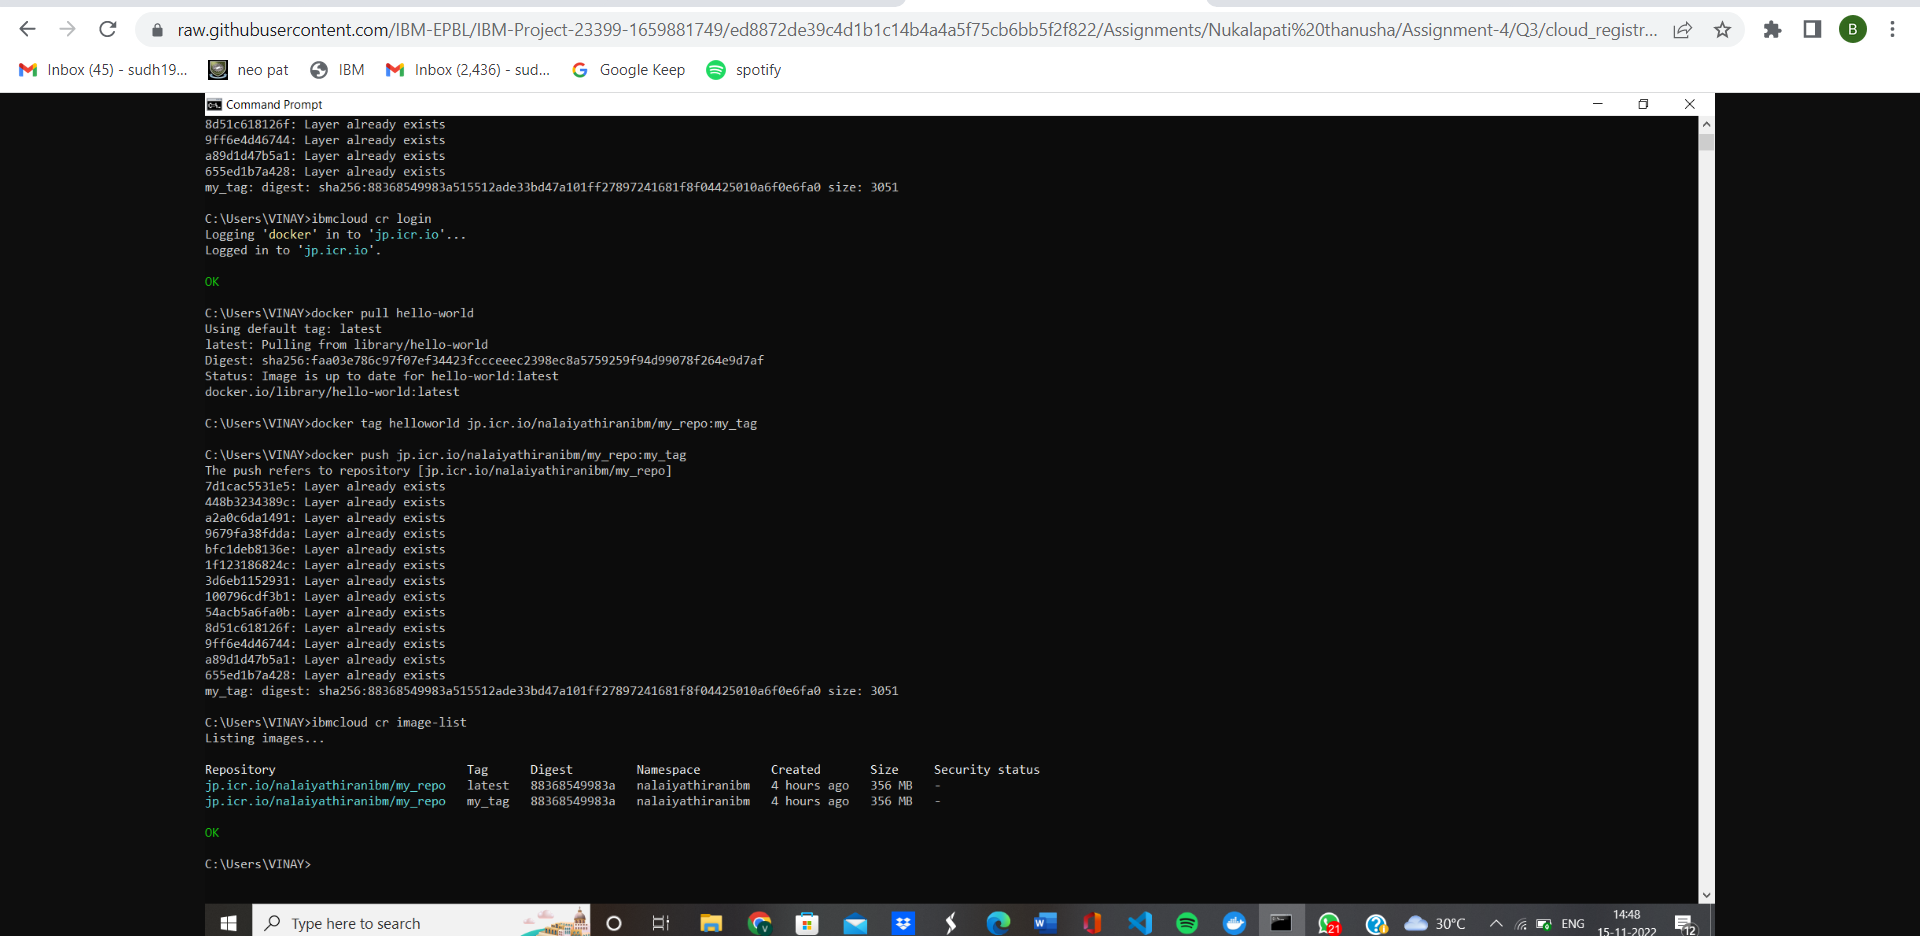 raw.githubusercontent.com/IBM-EPBL/IBM-Project-23399-1659881749/ed8872de39c4d1b1c14b4a4a5f75cb6bb5f2f822/Assignments/Nukalapati%20thanusha/Assignment-4/Q3/cloud_registr...
B
Inbox (45) - sudh19... neo pat IBM Inbox (2,436) - sud... Google Keep spotify
Command Prompt
8d51c618126f: Layer already exists
9ff6e4d46744: Layer already exists
a89d1d47b5a1: Layer already exists
655ed1b7a428: Layer already exists
my_tag: digest: sha256:88368549983a515512ade33bd47a101ff27897241681f8f04425010a6f0e6fa0 size: 3051
C:\Users\VINAY>ibmcloud cr login
Logging 'docker' in to 'jp.icr.io'...
Logged in to 'jp.icr.io'.
OK
C:\Users\VINAY>docker pull hello-world
Using default tag: latest
latest: Pulling from library/hello-world
Digest: sha256:faa03e786c97f07ef34423fccceeec2398ec8a5759259f94d99078f264e9d7af
Status: Image is up to date for hello-world:latest
docker.io/library/hello-world:latest
C:\Users\VINAY>docker tag helloworld jp.icr.io/nalaiyathiranibm/my_repo:my_tag
C:\Users\VINAY>docker push jp.icr.io/nalaiyathiranibm/my_repo:my_tag
The push refers to repository [jp.icr.io/nalaiyathiranibm/my_repo]
7d1cac5531e5: Layer already exists
448b3234389c: Layer already exists
a2a0c6da1491: Layer already exists
9679fa38fdda: Layer already exists
bfc1deb8136e: Layer already exists
1f123186824c: Layer already exists
3d6eb1152931: Layer already exists
100796cdf3b1: Layer already exists
54acb5a6fa0b: Layer already exists
8d51c618126f: Layer already exists
9ff6e4d46744: Layer already exists
a89d1d47b5a1: Layer already exists
655ed1b7a428: Layer already exists
my_tag: digest: sha256:88368549983a515512ade33bd47a101ff27897241681f8f04425010a6f0e6fa0 size: 3051
C:\Users\VINAY>ibmcloud cr image-list
Listing images...
Repository Tag Digest Namespace Created Size Security status
jp.icr.io/nalaiyathiranibm/my_repo latest 88368549983a nalaiyathiranibm 4 hours ago 356 MB -
jp.icr.io/nalaiyathiranibm/my_repo my_tag 88368549983a nalaiyathiranibm 4 hours ago 356 MB -
OK
C:\Users\VINAY>
Type here to search 21 30°C ENG 14:48
15-11-2022 12